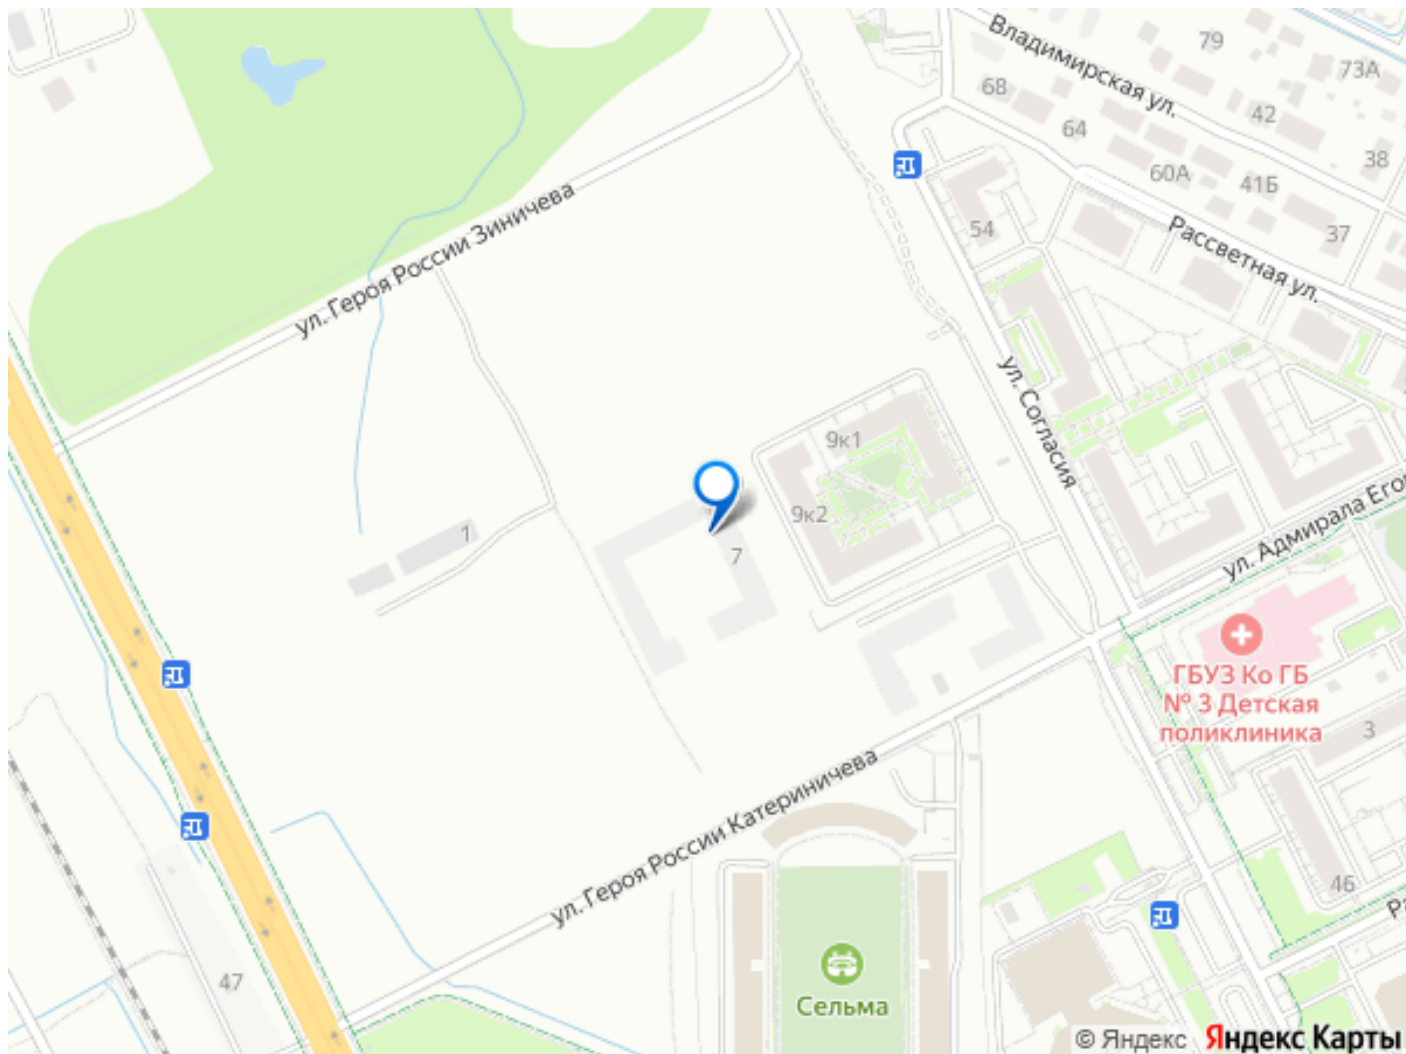 Владимирская ул.
79
73А
68
42
64
38
60А
41Б
37
54
Рассветная ул.
ул. Героя России Зиничева
ул. Согласия
9к1
9к2
1
7
ул. Адмирала Егор
ГБУЗ Ко ГБ
№ 3 Детская
поликлиника
3
ул. Героя России Катериничева
46
Ра
47
Сельма
© Яндекс Яндекс Карты